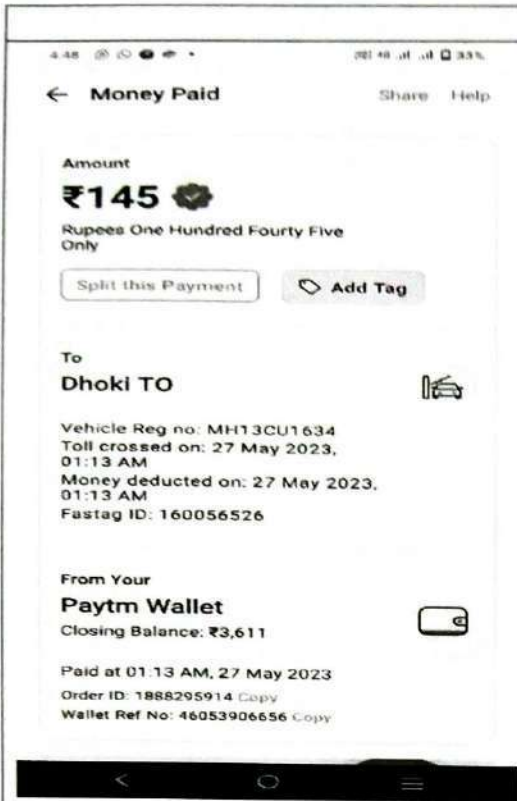 4:48
33%
← Money Paid Share Help
Amount
₹145
Rupees One Hundred Fourty Five
Only
Split this Payment Add Tag
To
Dhoki TO
Vehicle Reg no: MH13CU1634
Toll crossed on: 27 May 2023,
01:13 AM
Money deducted on: 27 May 2023,
01:13 AM
Fastag ID: 160056526
From Your
Paytm Wallet
Closing Balance: ₹3,611
Paid at 01:13 AM, 27 May 2023
Order ID: 1888295914 Copy
Wallet Ref No: 46053906656 Copy